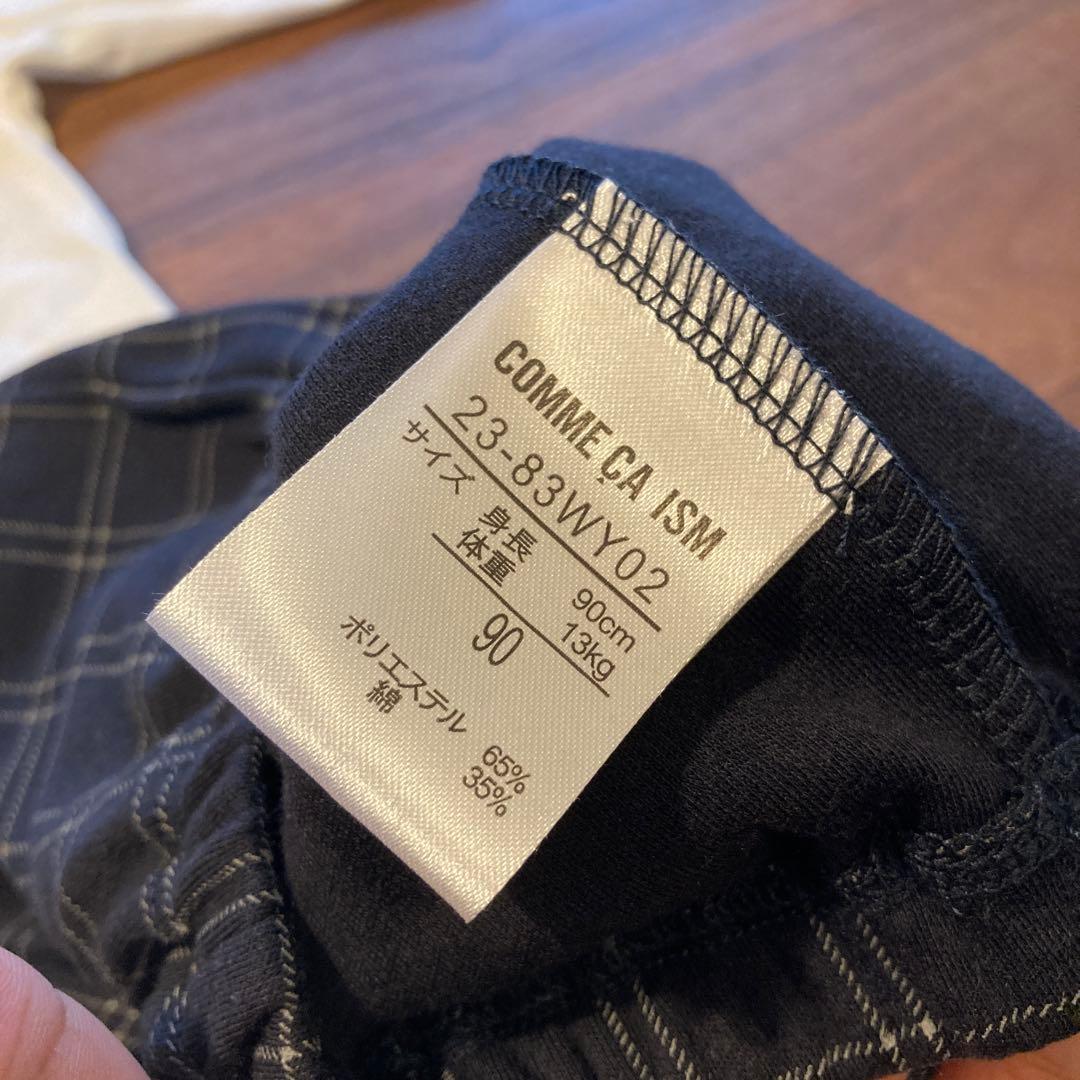 COMME ÇA ISM
23-83WY02
サイズ
身長 90cm
体重 13kg
90
ポリエステル 65%
綿 35%